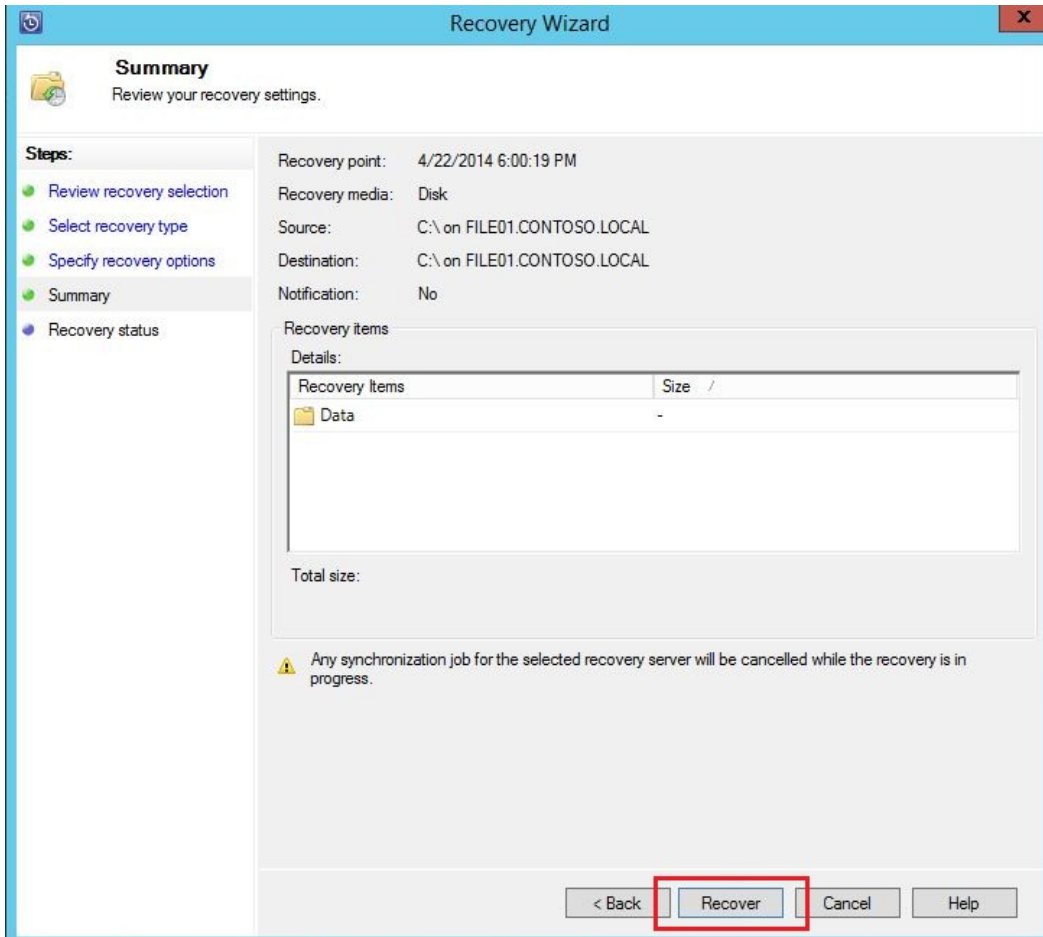 Recovery Wizard
x
Summary
Review your recovery settings.
Steps:
Review recovery selection
Select recovery type
Specify recovery options
Summary
Recovery status
Recovery point: 4/22/2014 6:00:19 PM
Recovery media: Disk
Source: C:\ on FILE01.CONTOSO.LOCAL
Destination: C:\ on FILE01.CONTOSO.LOCAL
Notification: No
Recovery items
Details:
Recovery Items Size /
Data -
Total size:
Any synchronization job for the selected recovery server will be cancelled while the recovery is in
progress.
< Back Recover Cancel Help